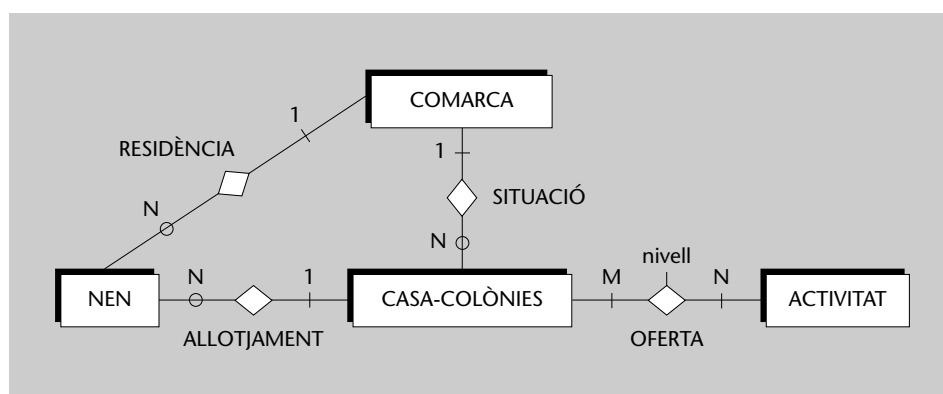 COMARCA
1
RESIDÈNCIA
1
SITUACIÓ
N
N
nivell
NEN
N
1
CASA-COLÒNIES
M
N
ACTIVITAT
ALLOTJAMENT
OFERTA